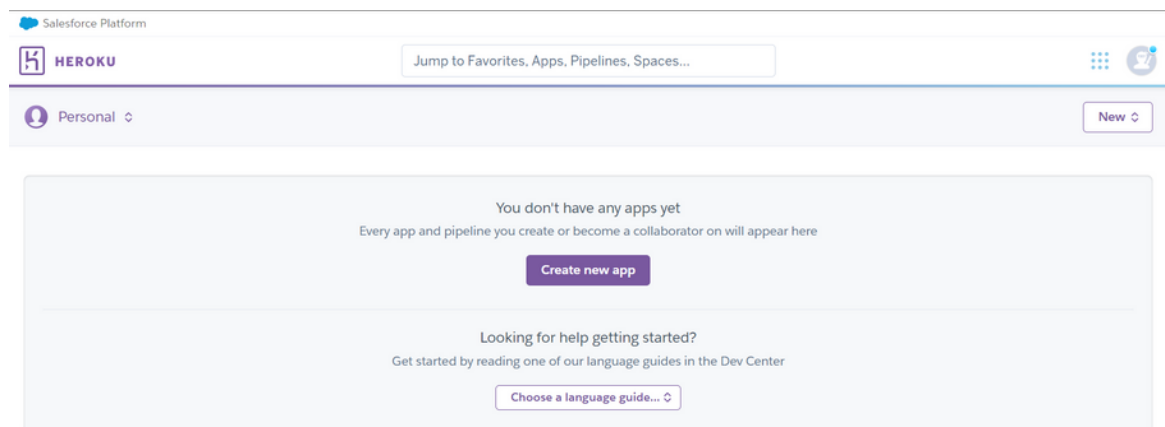 Salesforce Platform
HEROKU
Jump to Favorites, Apps, Pipelines, Spaces...
Personal
New
You don't have any apps yet
Every app and pipeline you create or become a collaborator on will appear here
Create new app
Looking for help getting started?
Get started by reading one of our language guides in the Dev Center
Choose a language guide...